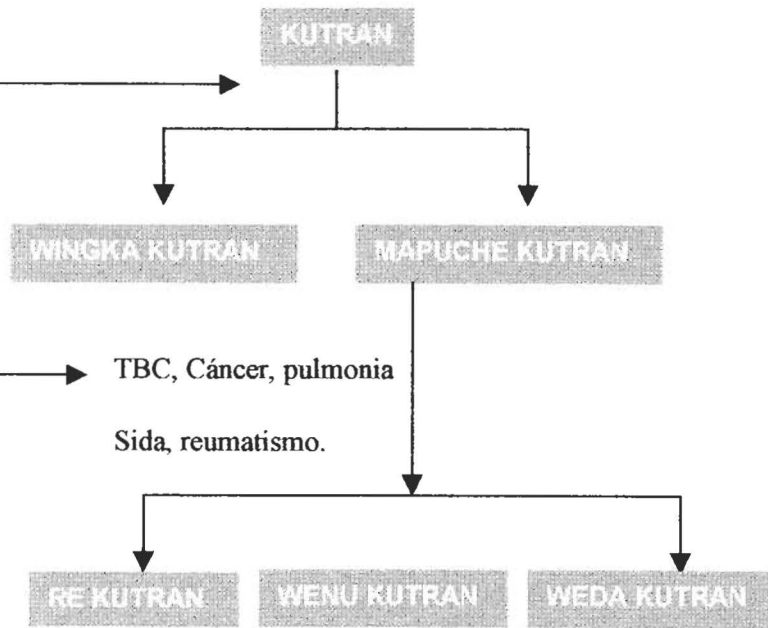 KUTRAN
WINGKA KUTRAN
MAPUCHE KUTRAN
TBC, Cáncer, pulmonia
Sida, reumatismo.
RE KUTRAN
WENU KUTRAN
WEDA KUTRAN